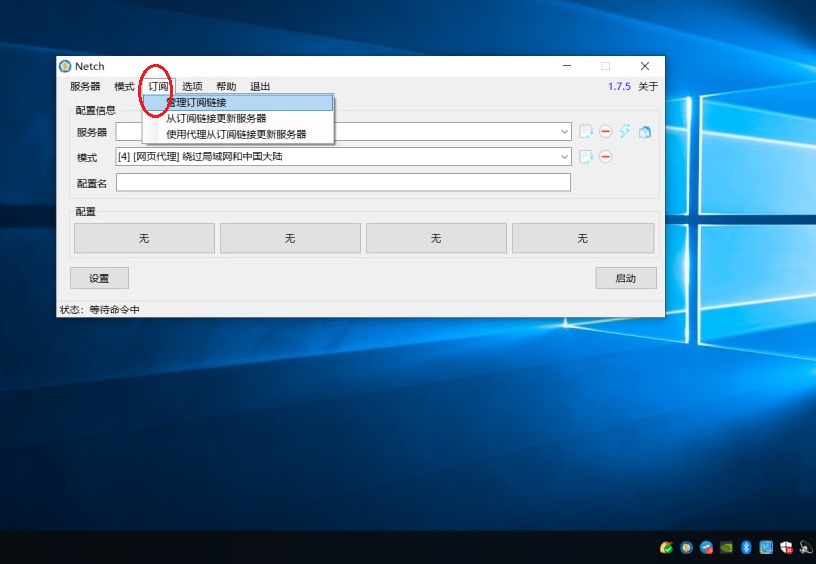 Netch
服务器 模式 订阅 选项 帮助 退出 1.7.5 关于
管理订阅链接
配置信息
从订阅链接更新服务器
服务器
使用代理从订阅链接更新服务器
模式 [4] [网页代理] 绕过局域网和中国大陆
配置名
配置
无 无 无 无
设置 启动
状态：等待命令中